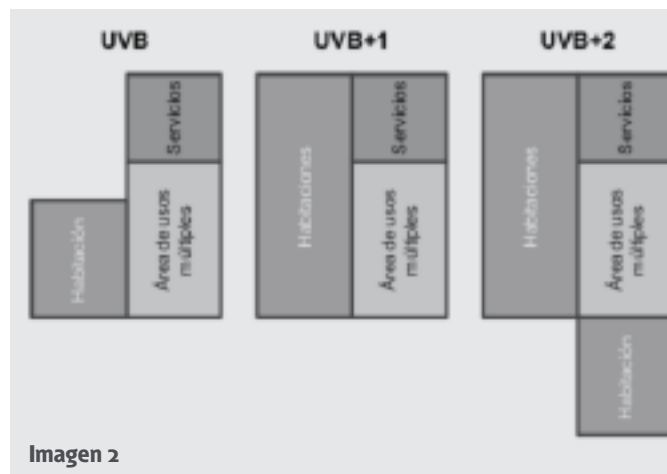 UVB
UVB+1
UVB+2
Servicios
Habitación
Área de usos
múltiples
Habitaciones
Servicios
Área de usos
múltiples
Habitaciones
Servicios
Área de usos
múltiples
Habitación
Imagen 2